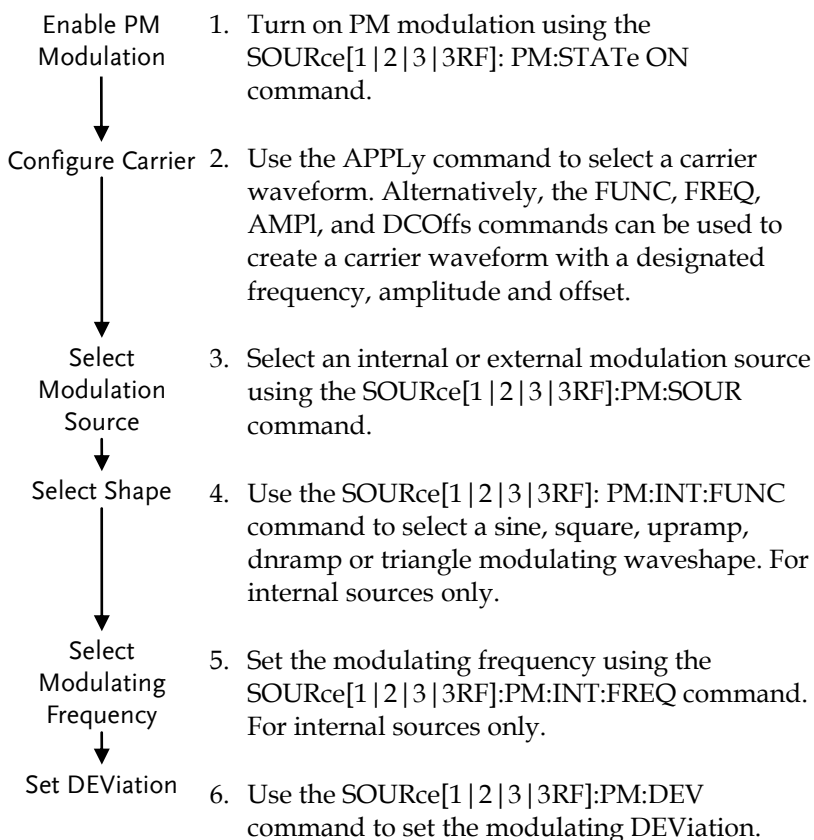 Enable PM
Modulation
1. Turn on PM modulation using the
SOURce[1|2|3|3RF]: PM:STATe ON
command.
Configure Carrier
2. Use the APPLy command to select a carrier
waveform. Alternatively, the FUNC, FREQ,
AMPl, and DCOffs commands can be used to
create a carrier waveform with a designated
frequency, amplitude and offset.
Select
Modulation
Source
3. Select an internal or external modulation source
using the SOURce[1|2|3|3RF]:PM:SOUR
command.
Select Shape
4. Use the SOURce[1|2|3|3RF]: PM:INT:FUNC
command to select a sine, square, upramp,
dnramp or triangle modulating waveshape. For
internal sources only.
Select
Modulating
Frequency
5. Set the modulating frequency using the
SOURce[1|2|3|3RF]:PM:INT:FREQ command.
For internal sources only.
Set DEViation
6. Use the SOURce[1|2|3|3RF]:PM:DEV
command to set the modulating DEViation.